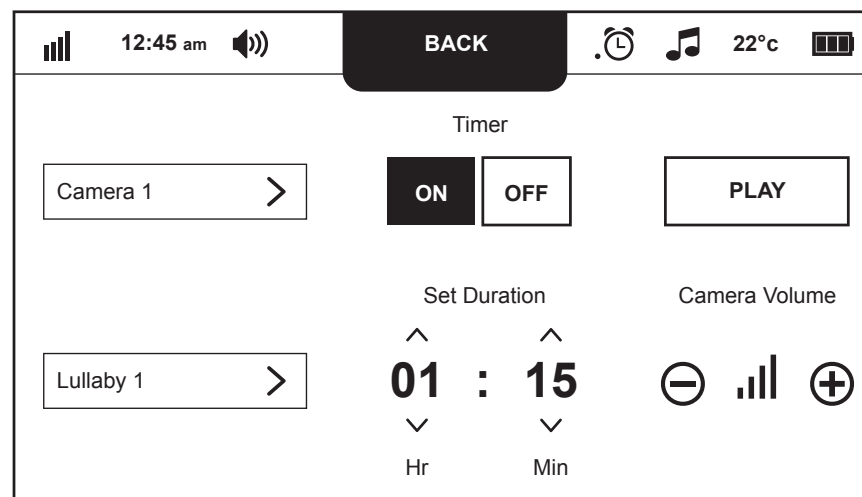 12:45 am BACK 22°c
Timer
Camera 1 ON OFF PLAY
Set Duration Camera Volume
Lullaby 1 01 : 15
Hr Min